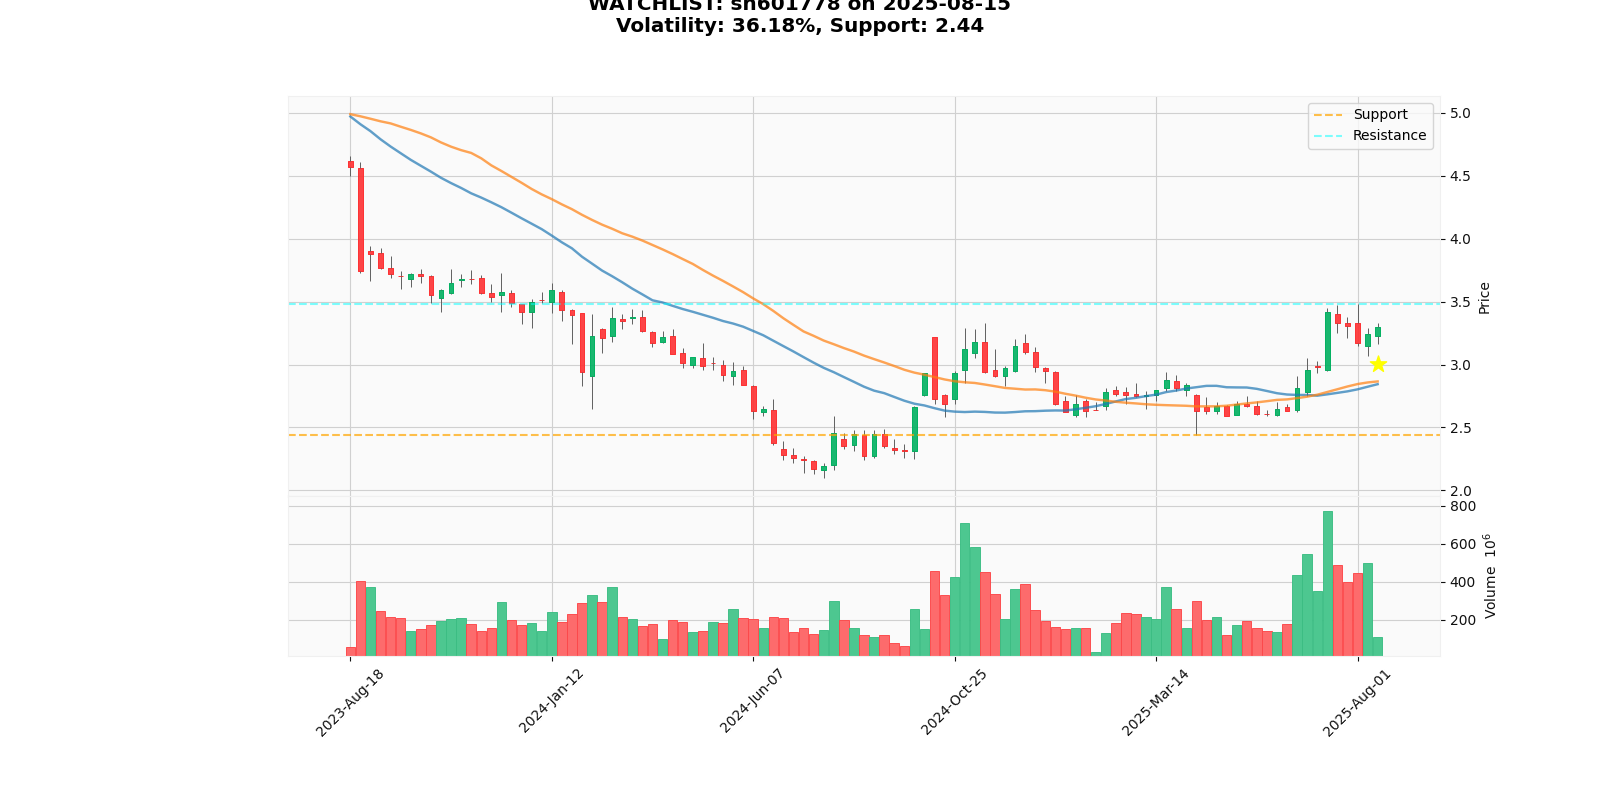 WATCHLIST: sh601778 on 2025-08-15
Volatility: 36.18%, Support: 2.44
Support
Resistance
5.0
4.5
4.0
3.5
3.0
2.5
2.0
Price
800
600
400
200
Volume 10⁶
2023-Aug-18
2024-Jan-12
2024-Jun-07
2024-Oct-25
2025-Mar-14
2025-Aug-01